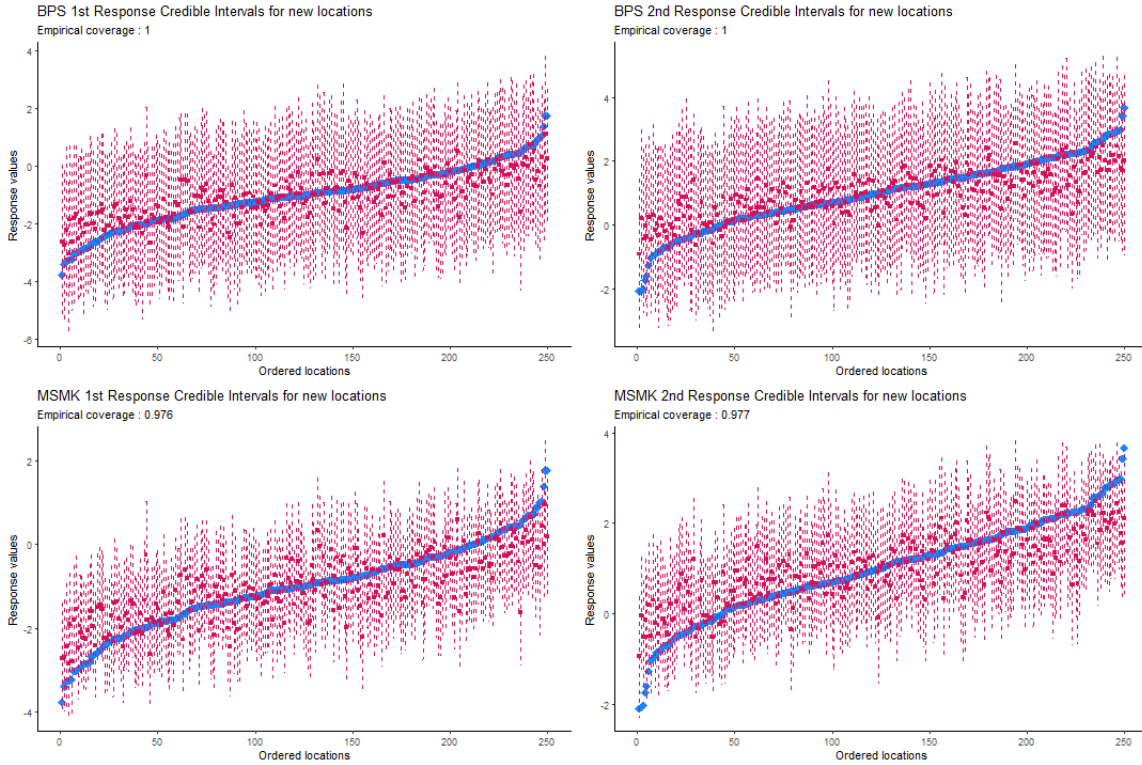 BPS 1st Response Credible Intervals for new locations
Empirical coverage : 1
4
2
0
-2
-4
-6
Response values
0 50 100 150 200 250
Ordered locations
BPS 2nd Response Credible Intervals for new locations
Empirical coverage : 1
4
2
0
-2
Response values
0 50 100 150 200 250
Ordered locations
MSMK 1st Response Credible Intervals for new locations
Empirical coverage : 0.976
2
0
-2
-4
Response values
0 50 100 150 200 250
Ordered locations
MSMK 2nd Response Credible Intervals for new locations
Empirical coverage : 0.977
4
2
0
-2
Response values
0 50 100 150 200 250
Ordered locations